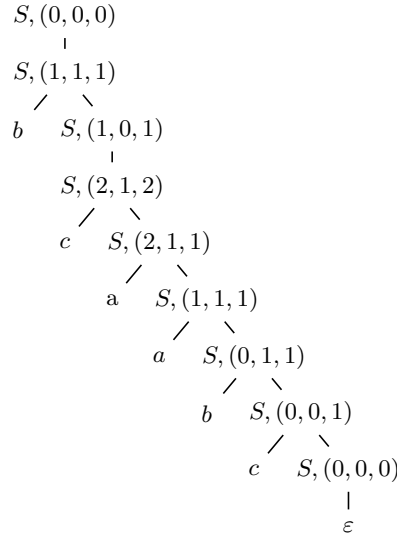 S, (0, 0, 0)
S, (1, 1, 1)
b S, (1, 0, 1)
S, (2, 1, 2)
c S, (2, 1, 1)
a S, (1, 1, 1)
a S, (0, 1, 1)
b S, (0, 0, 1)
c S, (0, 0, 0)
ε